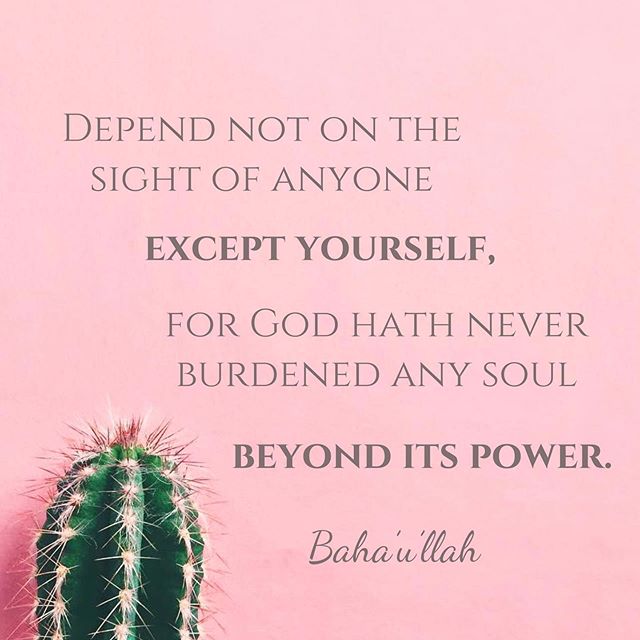 DEPEND NOT ON THE
SIGHT OF ANYONE
EXCEPT YOURSELF,
FOR GOD HATH NEVER
BURDENED ANY SOUL
BEYOND ITS POWER.
Baha'u'llah